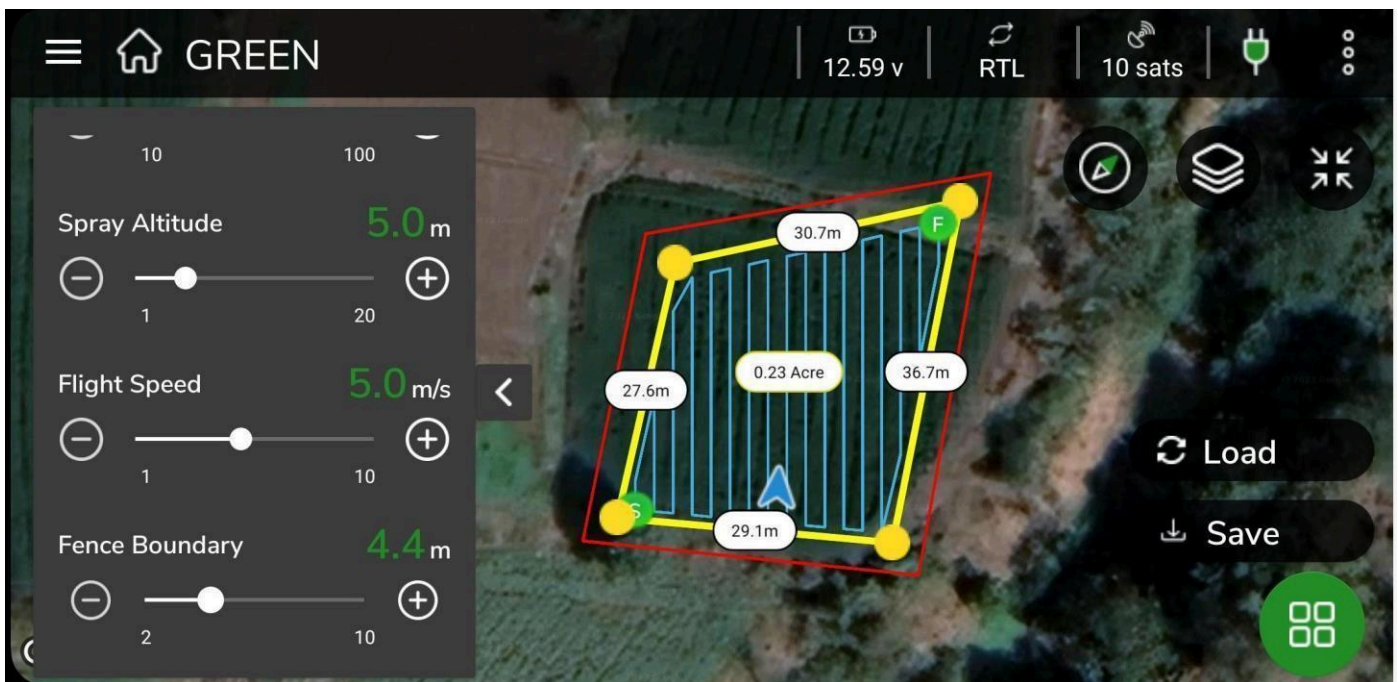 GREEN
12.59 v
RTL
10 sats
10 100
Spray Altitude 5.0 m
1 20
Flight Speed 5.0 m/s
1 10
Fence Boundary 4.4 m
2 10
30.7m
F
0.23 Acre
36.7m
27.6m
S
29.1m
Load
Save